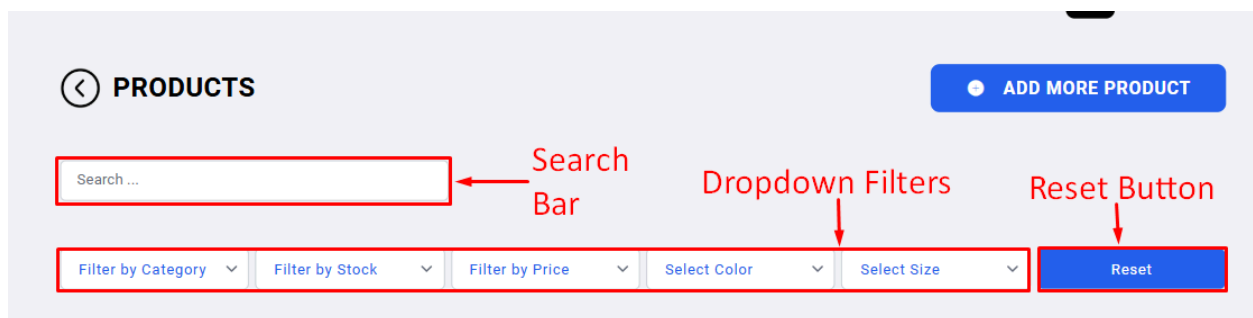 PRODUCTS
ADD MORE PRODUCT
Search ...
Search
Bar
Dropdown Filters
Reset Button
Filter by Category
Filter by Stock
Filter by Price
Select Color
Select Size
Reset